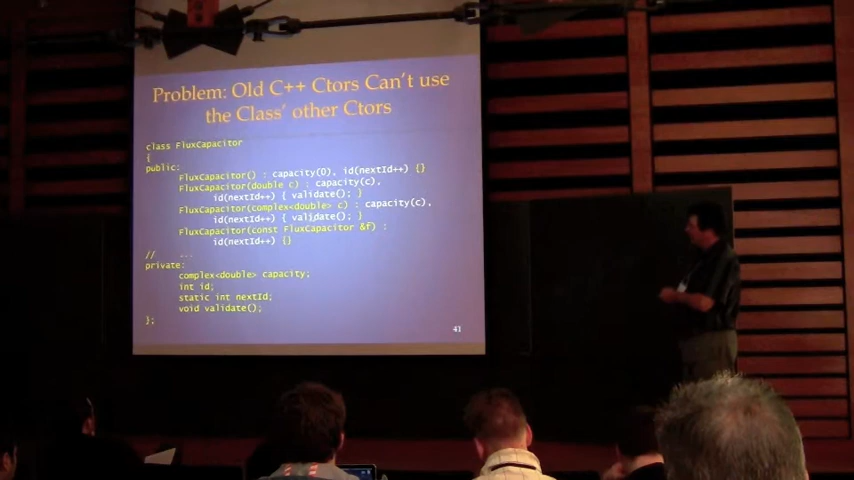 Problem: Old C++ Ctors Can't use
the Class' other Ctors
class FluxCapacitor
{
public:
FluxCapacitor() : capacity(0), id(nextId++) {}
FluxCapacitor(double c) : capacity(c),
id(nextId++) { validate(); }
FluxCapacitor(complex<double> c) : capacity(c),
id(nextId++) { validate(); }
FluxCapacitor(const FluxCapacitor &f) :
id(nextId++) {}
// ...
private:
complex<double> capacity;
int id;
static int nextId;
void validate();
};
41